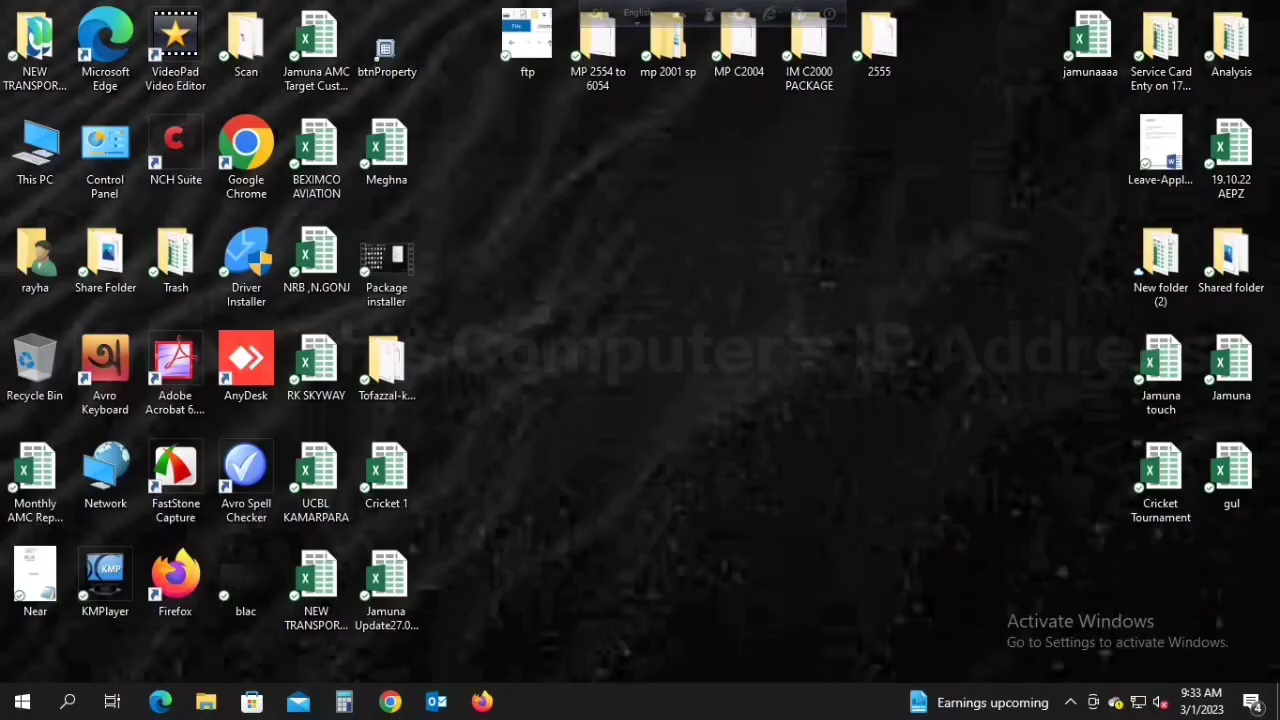 NEW
TRANSPOR...
Microsoft
Edge
VideoPad
Video Editor
Scan
Jamuna AMC
Target Cust...
btnProperty
File
ftp
English
MP 2554 to
6054
mp 2001 sp
MP C2004
IM C2000
PACKAGE
2555
jamunaaaa
Service Card
Enty on 17...
Analysis
This PC
Control
Panel
NCH Suite
Google
Chrome
BEXIMCO
AVIATION
Meghna
Leave-Appl...
19.10.22
AEPZ
rayha
Share Folder
Trash
Driver
Installer
NRB ,N.GONJ
Package
installer
New folder
(2)
Shared folder
Recycle Bin
Avro
Keyboard
Adobe
Acrobat 6....
AnyDesk
RK SKYWAY
Tofazzal-k...
Jamuna
touch
Jamuna
Monthly
AMC Rep...
Network
FastStone
Capture
Avro Spell
Checker
UCBL
KAMARPARA
Cricket 1
Cricket
Tournament
gul
Near
KMP
KMPlayer
Firefox
blac
NEW
TRANSPOR...
Jamuna
Update27.0...
Activate Windows
Go to Settings to activate Windows.
Earnings upcoming
9:33 AM
3/1/2023
4